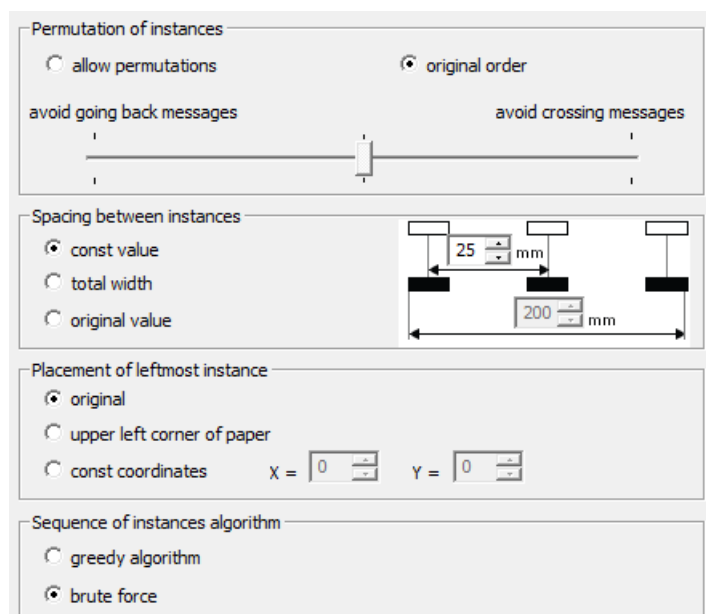 Permutation of instances
allow permutations original order
avoid going back messages avoid crossing messages
Spacing between instances
const value 25 mm
total width
original value 200 mm
Placement of leftmost instance
original
upper left corner of paper
const coordinates X = 0 Y = 0
Sequence of instances algorithm
greedy algorithm
brute force